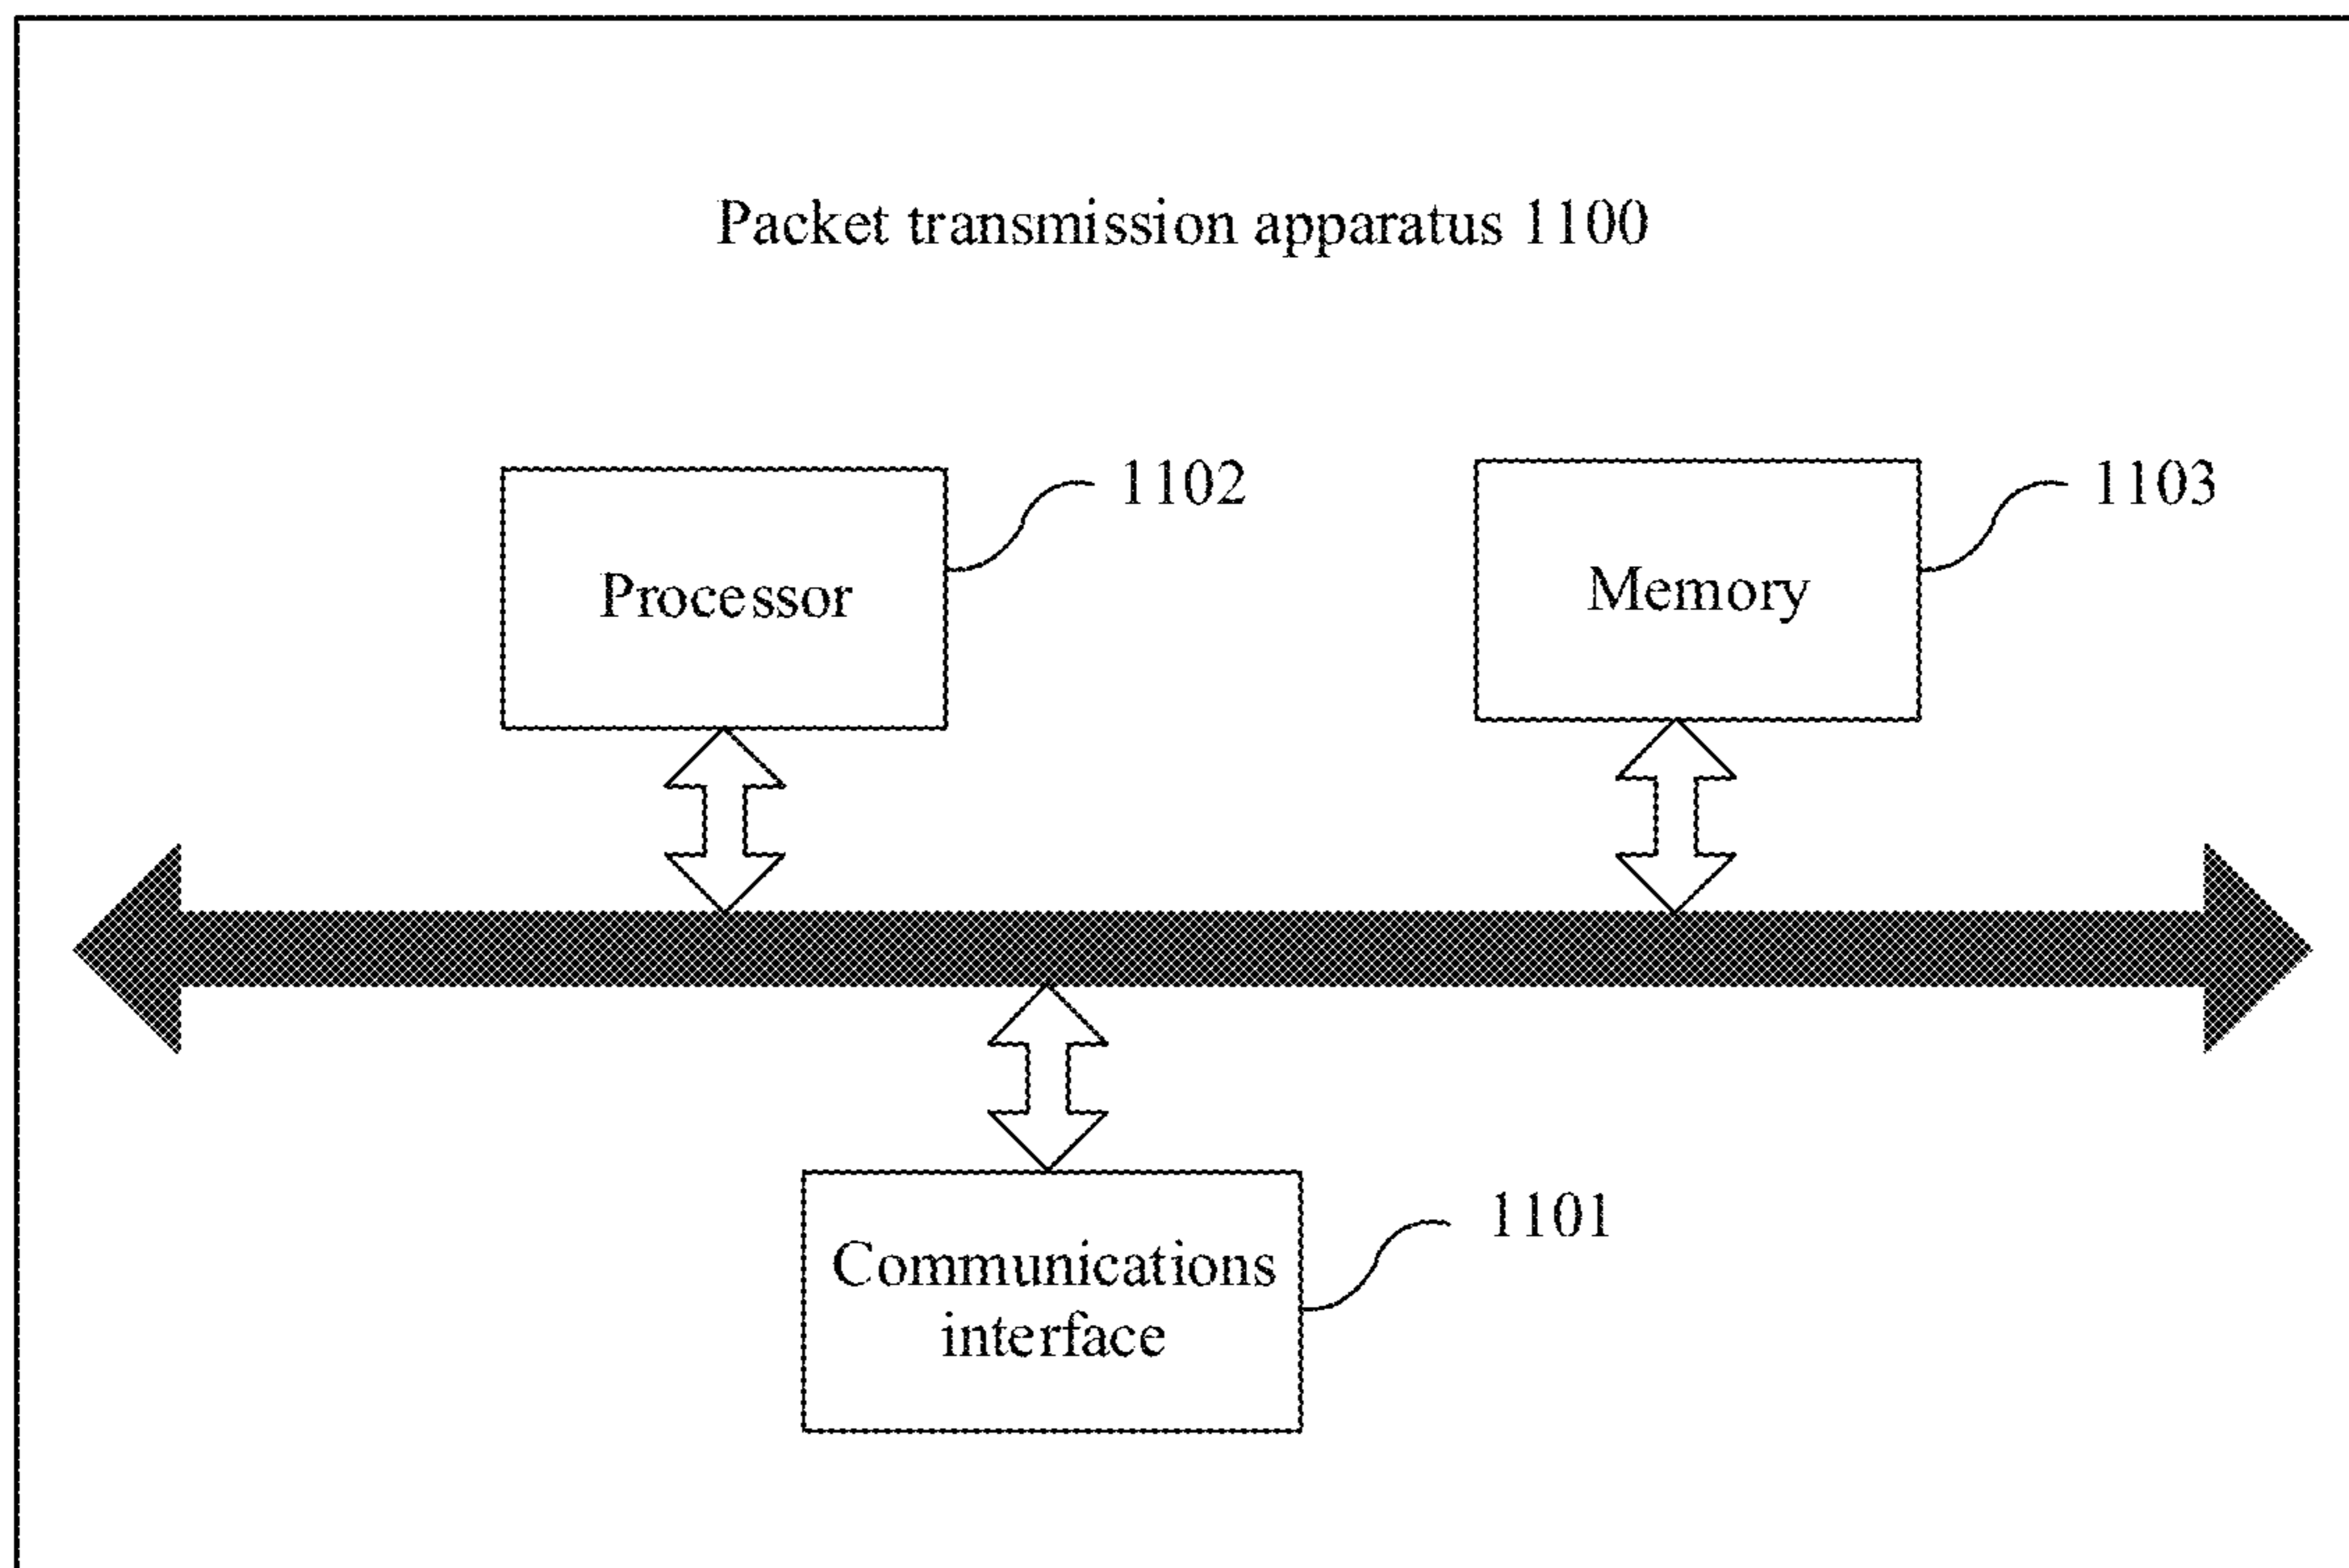 Packet transmission apparatus 1100
1102
1103
Processor
Memory
1101
Communications
interface